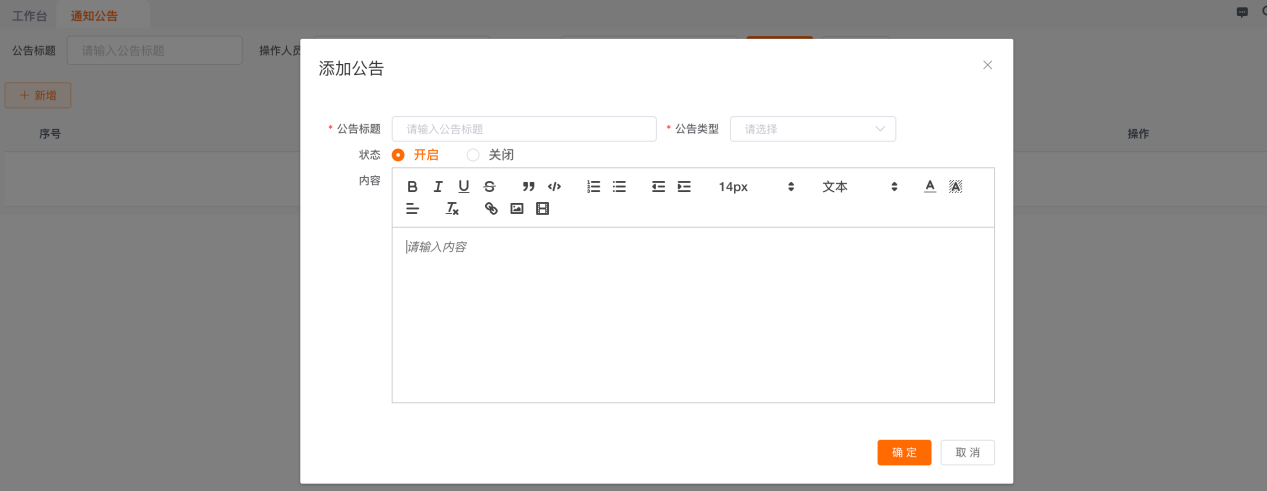 工作台 通知公告
公告标题 请输入公告标题 操作人员
添加公告
+ 新增
* 公告标题 请输入公告标题 * 公告类型 请选择
序号 操作
状态 开启 关闭
内容
B I U S 14px 文本 A A
Tx
请输入内容
确 定 取 消